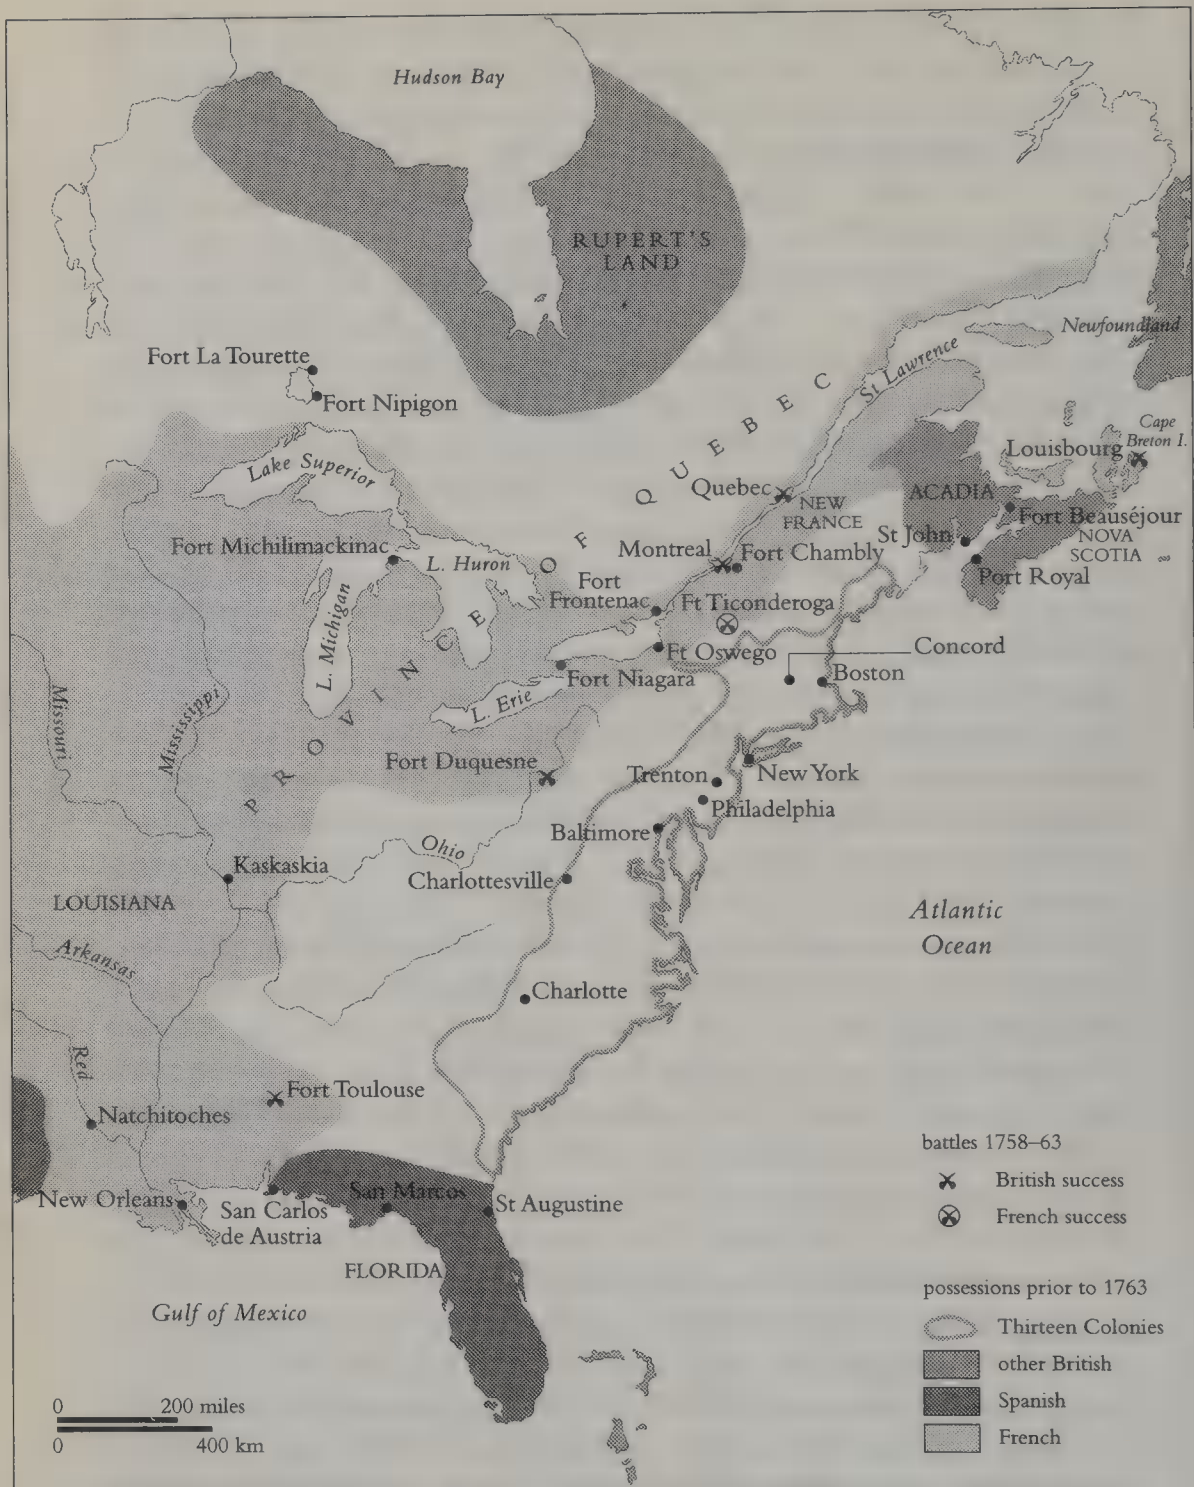 Hudson Bay
RUPERT'S
LAND
Newfoundland
Fort La Tourette
Fort Nipigon
St Lawrence
Cape
Breton I.
Louisbourg
Lake Superior
PROVINCE OF QUEBEC
Quebec
NEW
FRANCE
ACADIA
Fort Beauséjour
NOVA
SCOTIA
St John
Port Royal
Fort Michilimackinac
L. Huron
Montreal
Fort Chambly
Fort
Frontenac
Ft Ticonderoga
L. Michigan
Ft Oswego
Concord
Boston
Fort Niagara
L. Erie
Missouri
Mississippi
Fort Duquesne
Trenton
New York
Philadelphia
Baltimore
Ohio
Kaskaskia
Charlottesville
LOUISIANA
Atlantic
Ocean
Arkansas
Charlotte
Red
Fort Toulouse
Natchitoches
New Orleans
San Carlos
de Austria
San Marcos
St Augustine
FLORIDA
Gulf of Mexico
0 200 miles
0 400 km
battles 1758–63
British success
French success
possessions prior to 1763
Thirteen Colonies
other British
Spanish
French